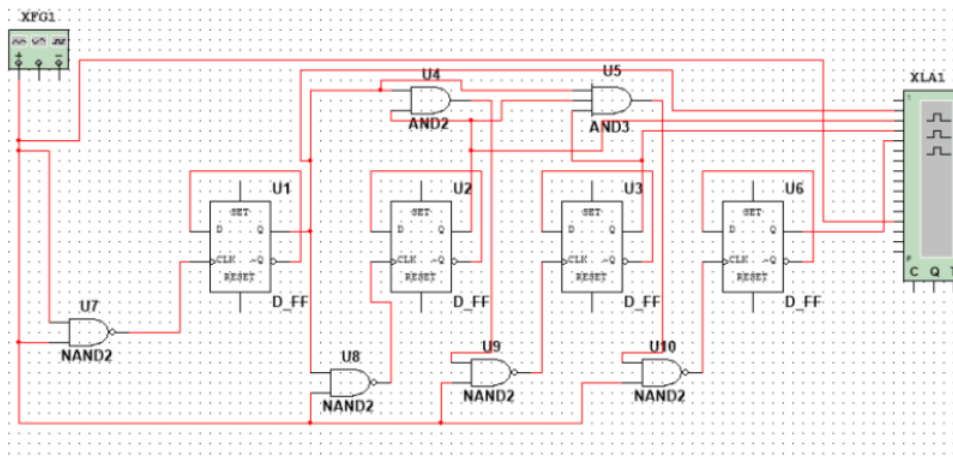 XFG1
U4
U5
XLA1
AND2
AND3
U1
U2
U3
U6
SET
SET
SET
SET
D Q
D Q
D Q
D Q
CLK ~Q
CLK ~Q
CLK ~Q
CLK ~Q
RESET
RESET
RESET
RESET
D_FF
D_FF
D_FF
D_FF
U7
NAND2
U8
U9
U10
NAND2
NAND2
NAND2
1
F
C Q T